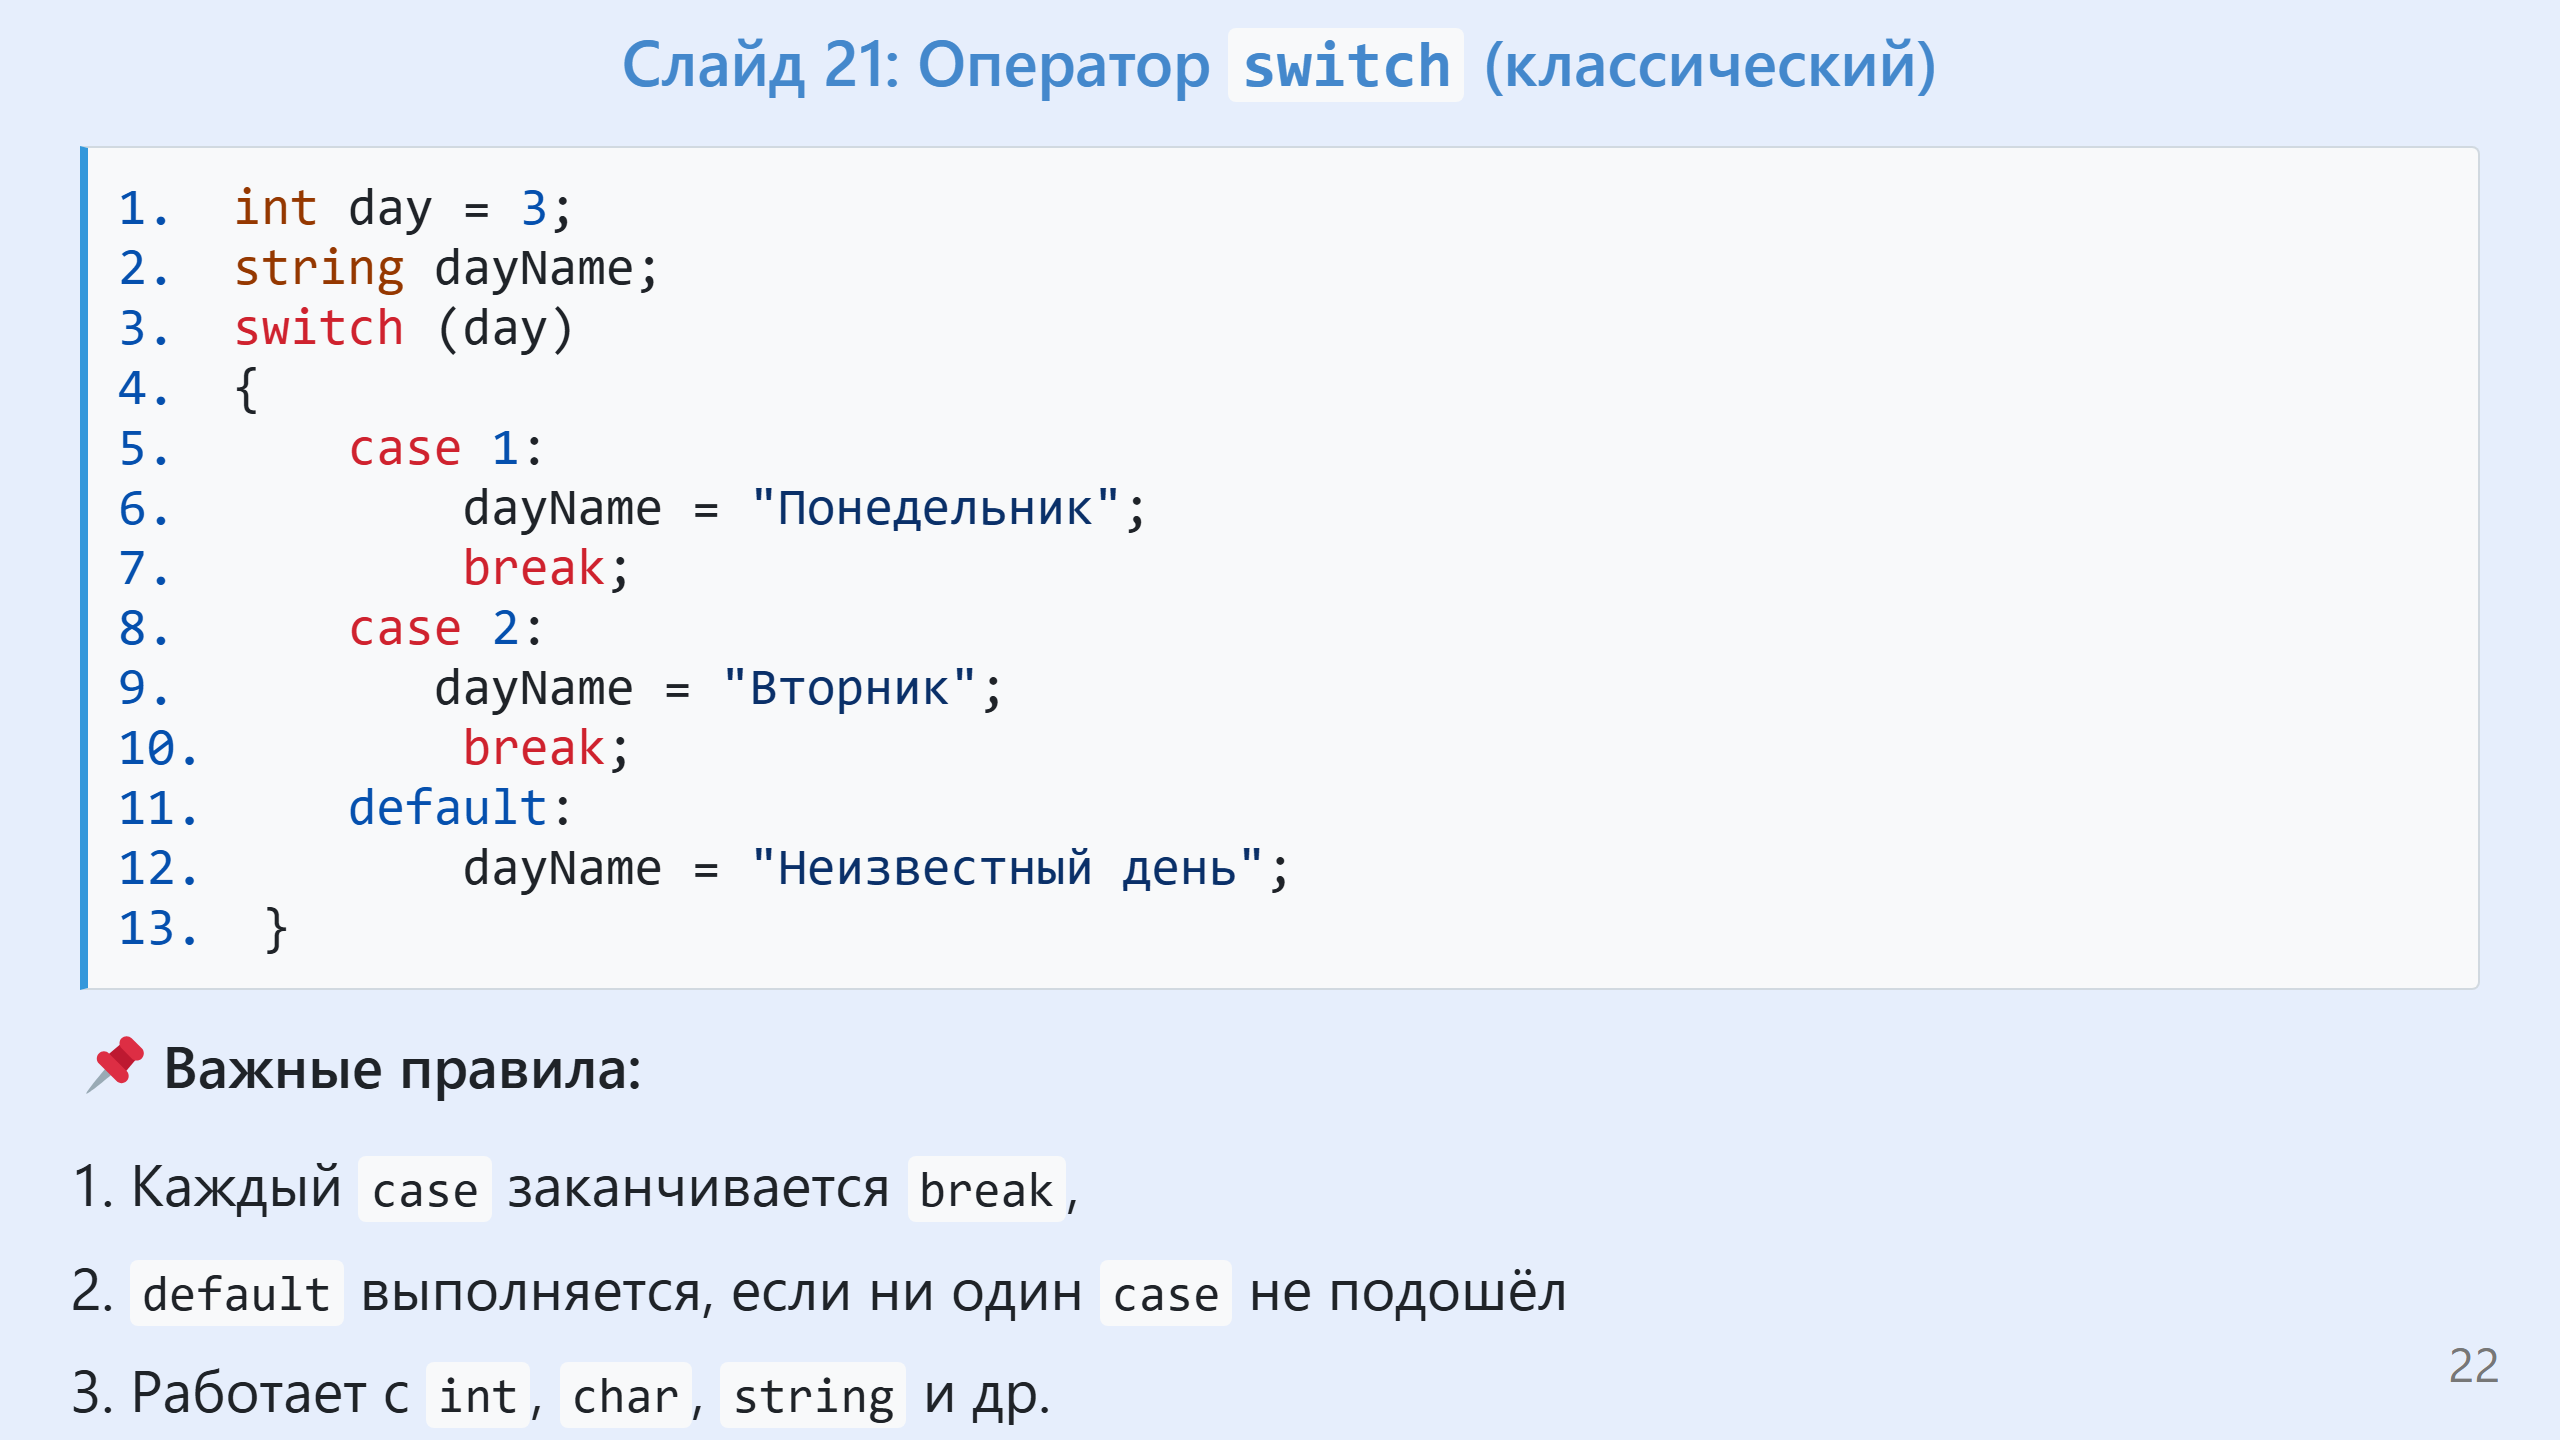 Слайд 21: Оператор switch (классический)
1.  int day = 3;
2.  string dayName;
3.  switch (day)
4.  {
5.      case 1:
6.          dayName = "Понедельник";
7.          break;
8.      case 2:
9.         dayName = "Вторник";
10.         break;
11.     default:
12.         dayName = "Неизвестный день";
13.  }
📌 Важные правила:
1. Каждый case заканчивается break,
2. default выполняется, если ни один case не подошёл
3. Работает с int, char, string и др.
22